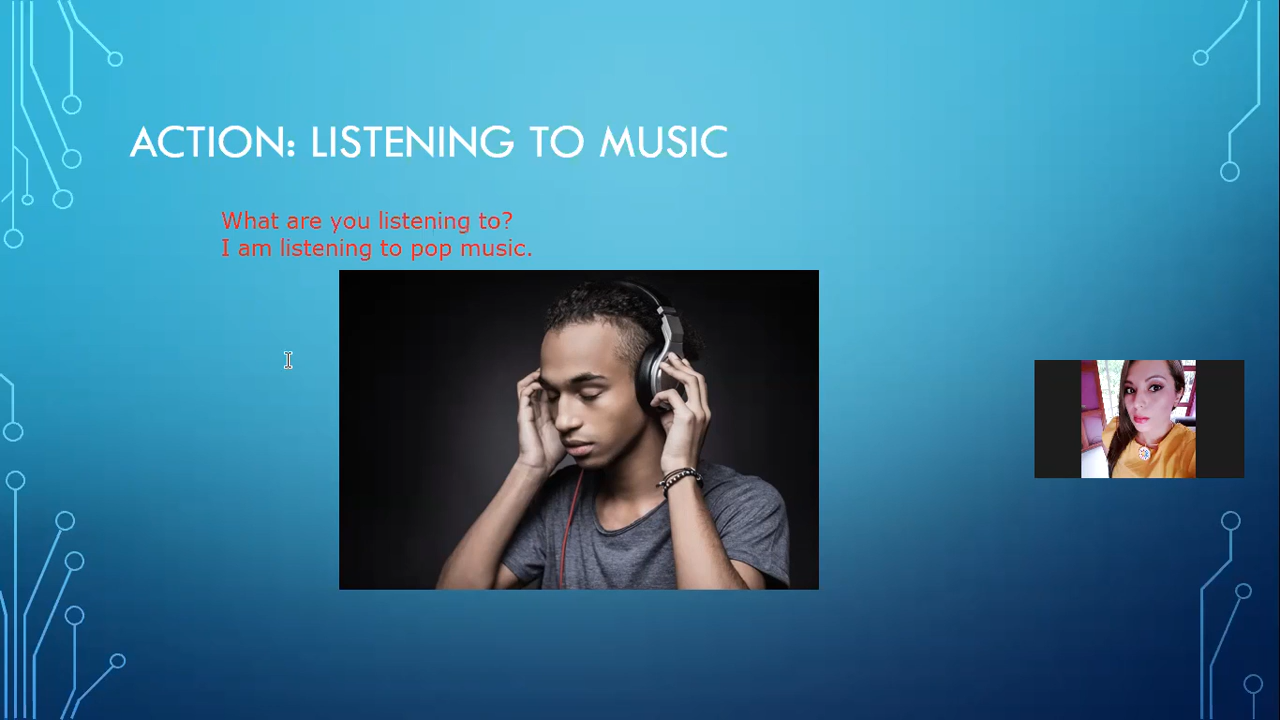 ACTION: LISTENING TO MUSIC
What are you listening to?
I am listening to pop music.